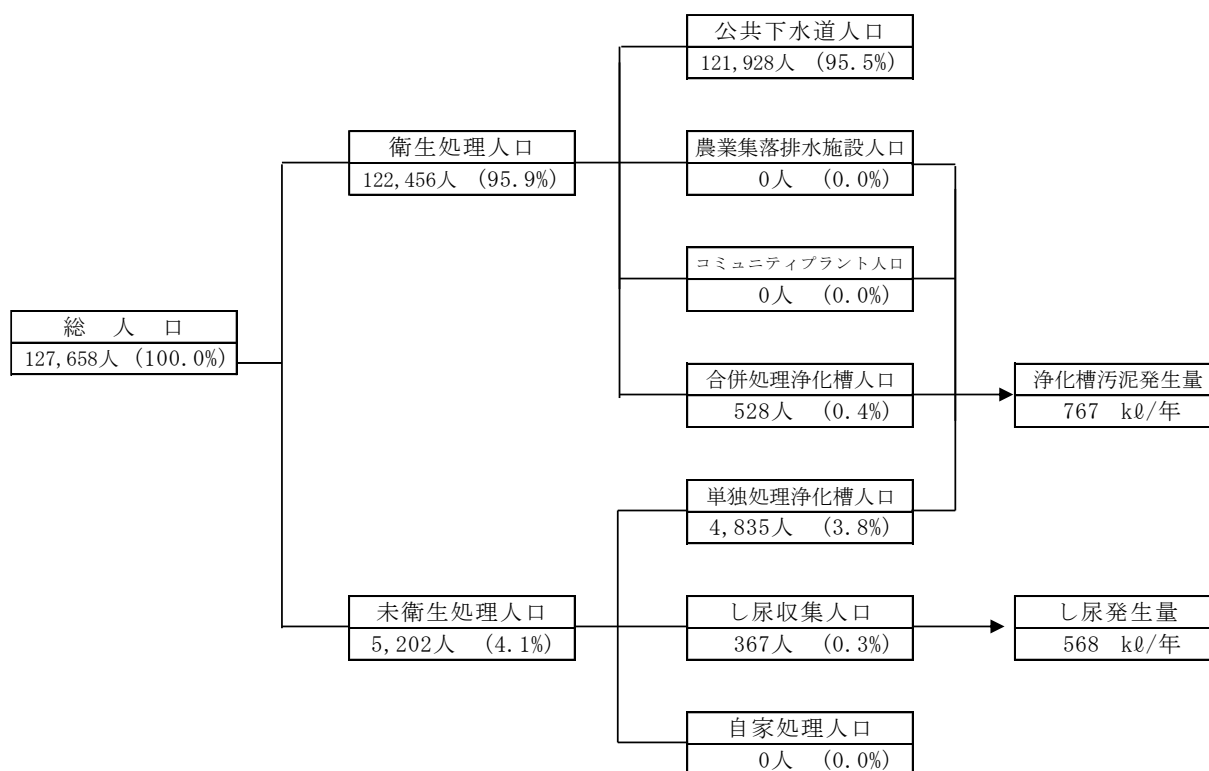 公共下水道人口
121,928人 (95.5%)
衛生処理人口
122,456人 (95.9%)
農業集落排水施設人口
0人 (0.0%)
コミュニティプラント人口
0人 (0.0%)
総 人 口
127,658人 (100.0%)
合併処理浄化槽人口
528人 (0.4%)
浄化槽汚泥発生量
767 kℓ/年
単独処理浄化槽人口
4,835人 (3.8%)
未衛生処理人口
5,202人 (4.1%)
し尿収集人口
367人 (0.3%)
し尿発生量
568 kℓ/年
自家処理人口
0人 (0.0%)